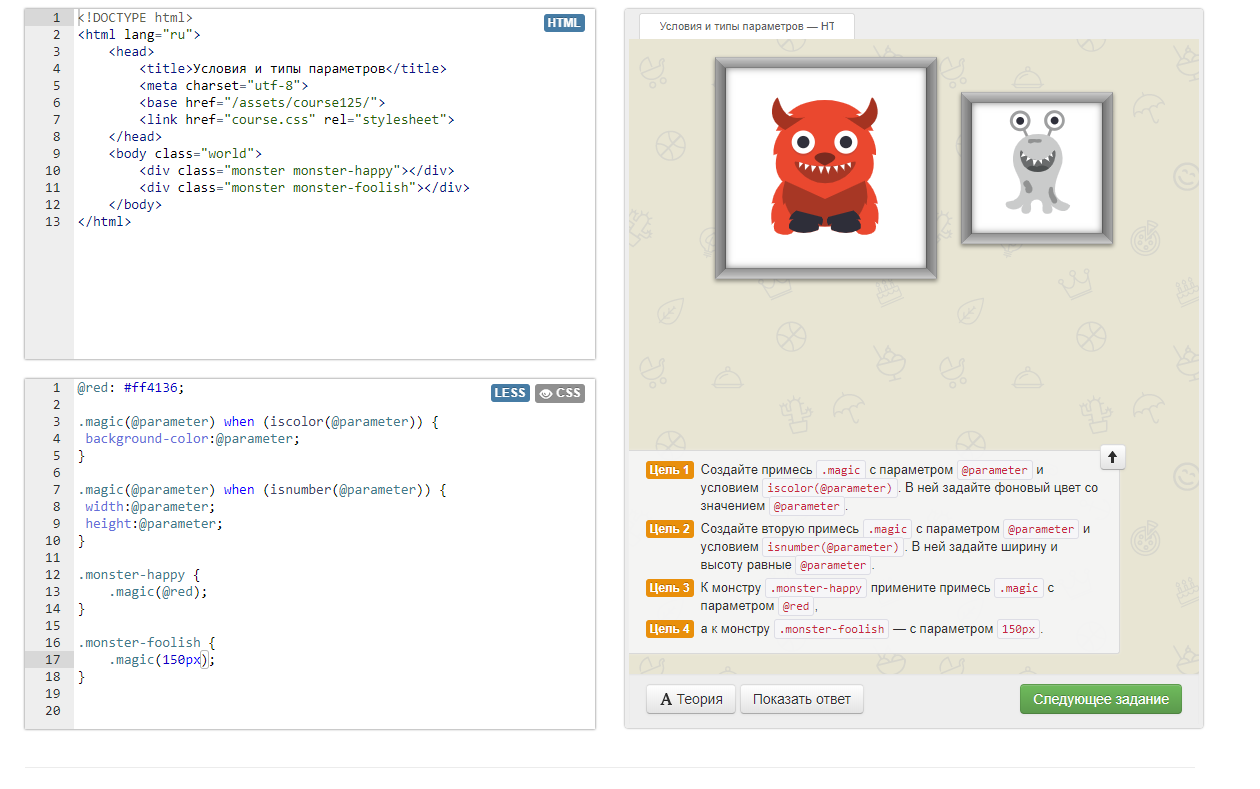 HTML
1 <!DOCTYPE html>
2 <html lang="ru">
3 <head>
4 <title>Условия и типы параметров</title>
5 <meta charset="utf-8">
6 <base href="/assets/course125/">
7 <link href="course.css" rel="stylesheet">
8 </head>
9 <body class="world">
10 <div class="monster monster-happy"></div>
11 <div class="monster monster-foolish"></div>
12 </body>
13 </html>
LESS CSS
1 @red: #ff4136;
2
3 .magic(@parameter) when (iscolor(@parameter)) {
4 background-color:@parameter;
5 }
6
7 .magic(@parameter) when (isnumber(@parameter)) {
8 width:@parameter;
9 height:@parameter;
10 }
11
12 .monster-happy {
13 .magic(@red);
14 }
15
16 .monster-foolish {
17 .magic(150px);
18 }
19
20
Условия и типы параметров — HT
Цель 1 Создайте примесь .magic с параметром @parameter и
условием iscolor(@parameter). В ней задайте фоновый цвет со
значением @parameter.
Цель 2 Создайте вторую примесь .magic с параметром @parameter и
условием isnumber(@parameter). В ней задайте ширину и
высоту равные @parameter.
Цель 3 К монстру .monster-happy примените примесь .magic с
параметром @red,
Цель 4 а к монстру .monster-foolish — с параметром 150px.
A Теория Показать ответ Следующее задание